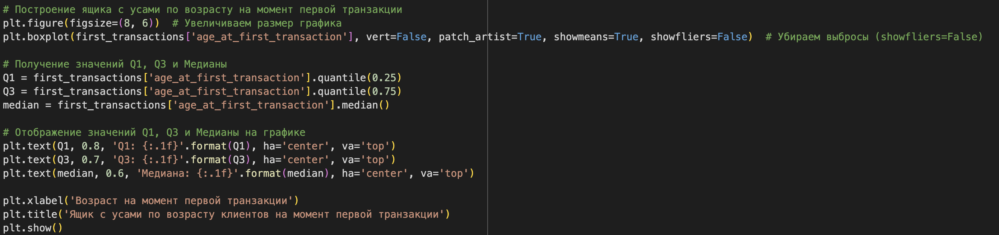 # Построение ящика с усами по возрасту на момент первой транзакции
plt.figure(figsize=(8, 6))  # Увеличиваем размер графика
plt.boxplot(first_transactions['age_at_first_transaction'], vert=False, patch_artist=True, showmeans=True, showfliers=False)  # Убираем выбросы (showfliers=False)
# Получение значений Q1, Q3 и Медианы
Q1 = first_transactions['age_at_first_transaction'].quantile(0.25)
Q3 = first_transactions['age_at_first_transaction'].quantile(0.75)
median = first_transactions['age_at_first_transaction'].median()
# Отображение значений Q1, Q3 и Медианы на графике
plt.text(Q1, 0.8, 'Q1: {:.1f}'.format(Q1), ha='center', va='top')
plt.text(Q3, 0.7, 'Q3: {:.1f}'.format(Q3), ha='center', va='top')
plt.text(median, 0.6, 'Медиана: {:.1f}'.format(median), ha='center', va='top')
plt.xlabel('Возраст на момент первой транзакции')
plt.title('Ящик с усами по возрасту клиентов на момент первой транзакции')
plt.show()